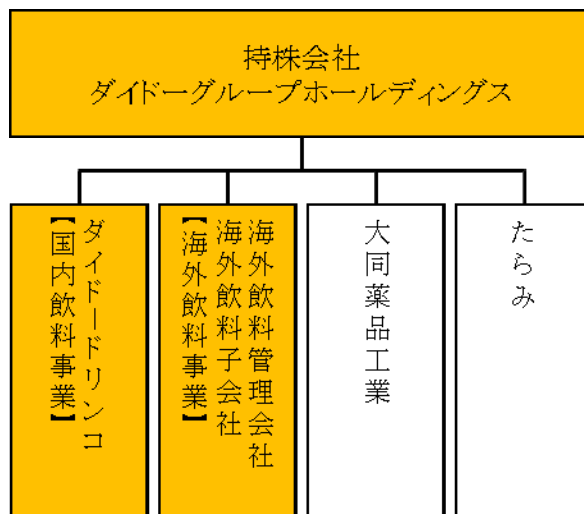 持株会社
ダイドーグループホールディングス
ダイドードリンコ
【国内飲料事業】
海外飲料管理会社
海外飲料子会社
【海外飲料事業】
大同薬品工業
たらみ